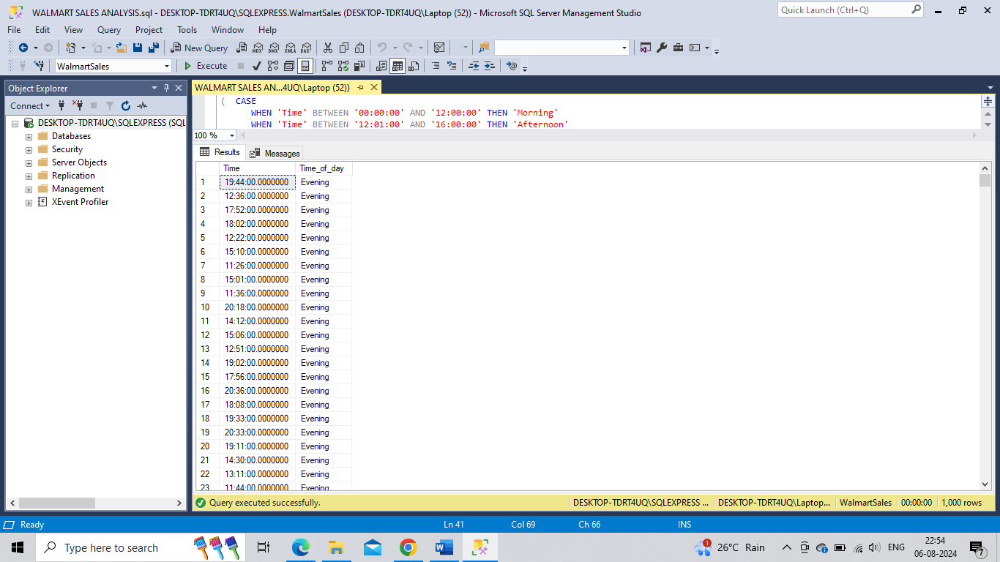 WALMART SALES ANALYSIS.sql - DESKTOP-TDRT4UQ\SQLEXPRESS.WalmartSales (DESKTOP-TDRT4UQ\Laptop (52)) - Microsoft SQL Server Management Studio
Quick Launch (Ctrl+Q)
File Edit View Query Project Tools Window Help
New Query
MDX DMX XMLA DAX
WalmartSales
Execute
Object Explorer
Connect
DESKTOP-TDRT4UQ\SQLEXPRESS (SQL
Databases
Security
Server Objects
Replication
Management
XEvent Profiler
WALMART SALES AN...4UQ\Laptop (52))
( CASE
WHEN 'Time' BETWEEN '00:00:00' AND '12:00:00' THEN 'Morning'
WHEN 'Time' BETWEEN '12:01:00' AND '16:00:00' THEN 'Afternoon'
100 %
Results Messages
Time Time_of_day
1 19:44:00.0000000 Evening
2 12:36:00.0000000 Evening
3 17:52:00.0000000 Evening
4 18:02:00.0000000 Evening
5 12:22:00.0000000 Evening
6 15:10:00.0000000 Evening
7 11:26:00.0000000 Evening
8 15:01:00.0000000 Evening
9 11:36:00.0000000 Evening
10 20:18:00.0000000 Evening
11 14:12:00.0000000 Evening
12 15:06:00.0000000 Evening
13 12:51:00.0000000 Evening
14 19:02:00.0000000 Evening
15 17:56:00.0000000 Evening
16 20:36:00.0000000 Evening
17 18:08:00.0000000 Evening
18 19:33:00.0000000 Evening
19 20:33:00.0000000 Evening
20 19:11:00.0000000 Evening
21 14:30:00.0000000 Evening
22 13:11:00.0000000 Evening
23 11:44:00.0000000 Evening
Query executed successfully.
DESKTOP-TDRT4UQ\SQLEXPRESS ... DESKTOP-TDRT4UQ\Laptop... WalmartSales 00:00:00 1,000 rows
Ready
Ln 41 Col 69 Ch 66 INS
Type here to search
1
26°C Rain
ENG
22:54
06-08-2024
7